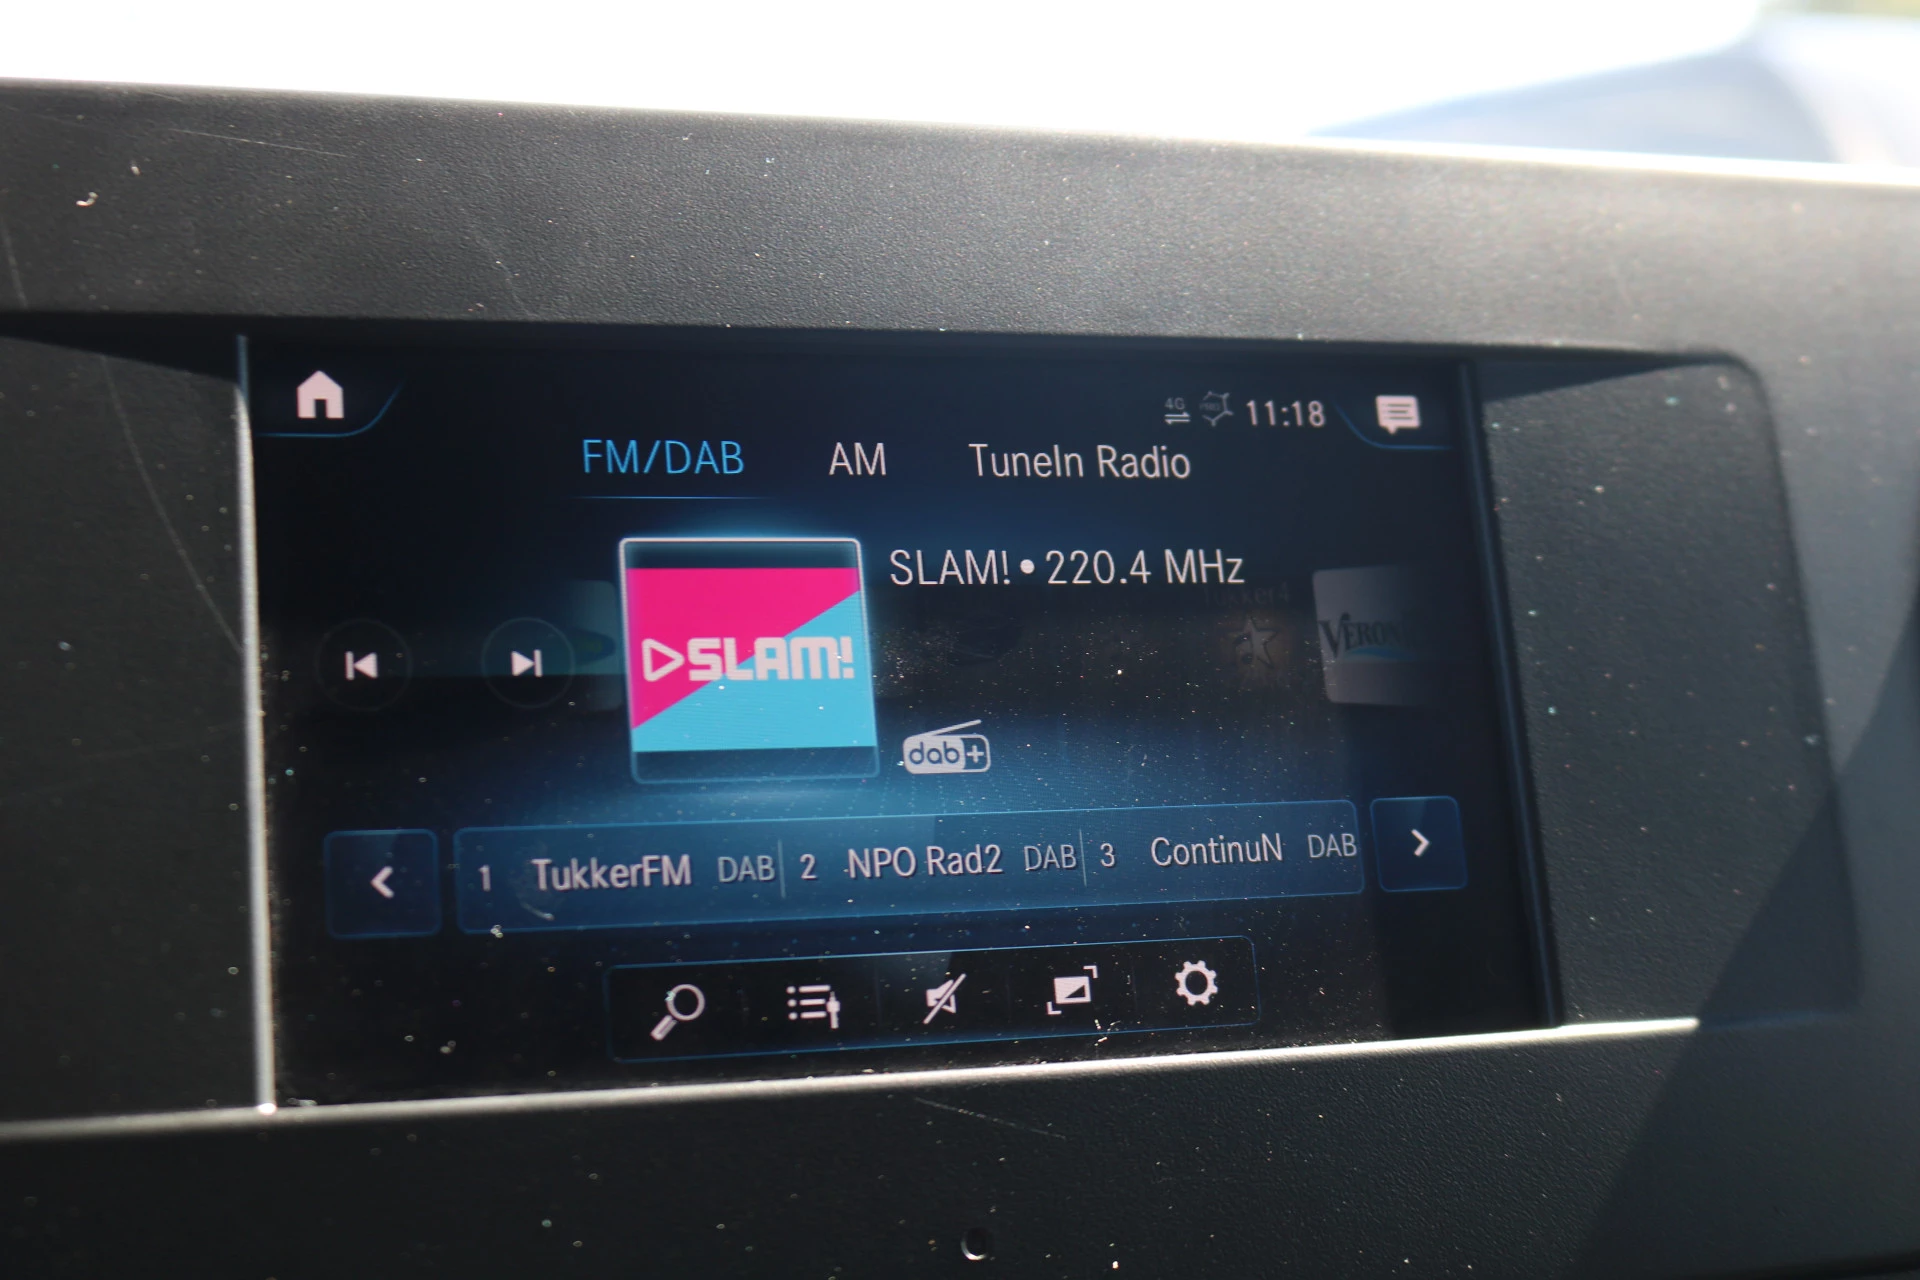 4G 11:18
FM/DAB AM TuneIn Radio
SLAM! • 220.4 MHz
SLAM!
dab+
1 TukkerFM DAB 2 NPO Rad2 DAB 3 ContinuN DAB